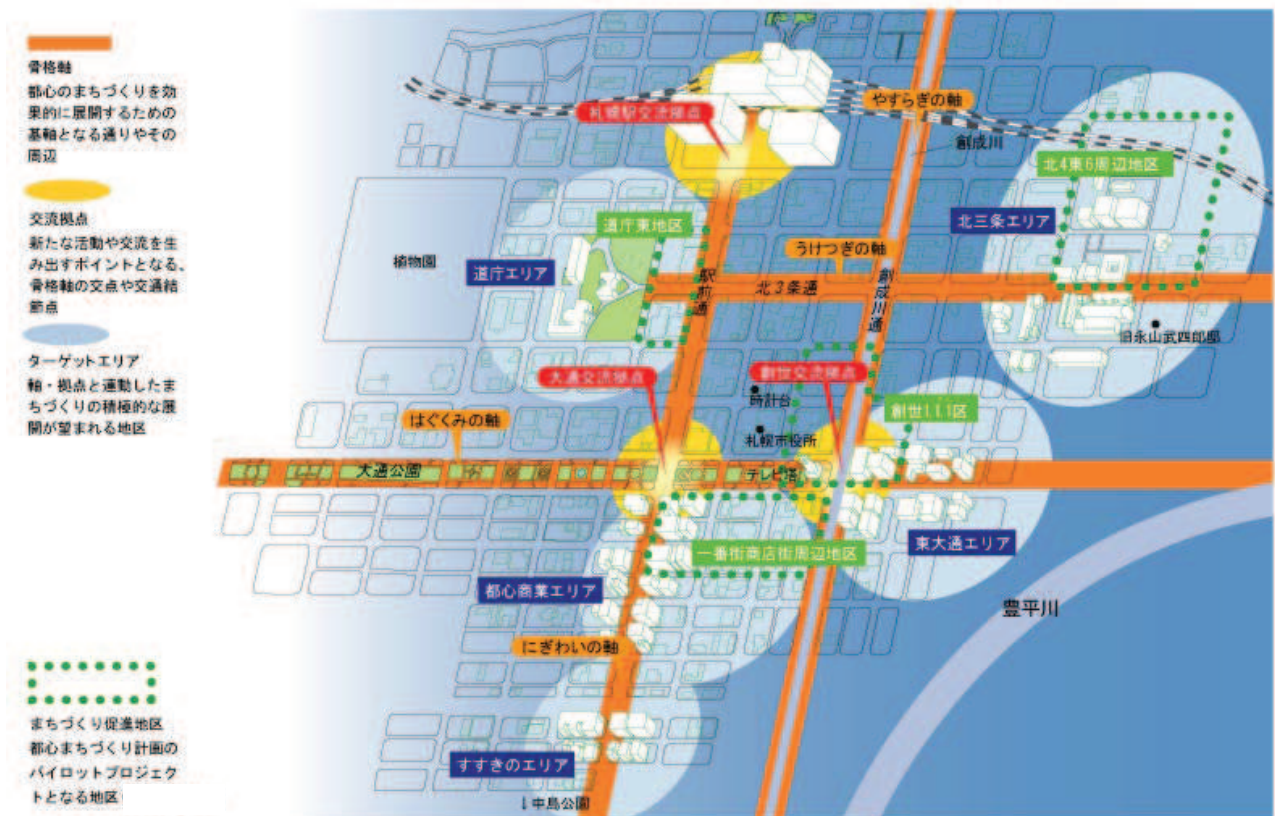 骨格軸
都心のまちづくりを効
果的に展開するための
基軸となる通りやその
周辺
交流拠点
新たな活動や交流を生
み出すポイントとなる、
骨格軸の交点や交通結
節点
ターゲットエリア
軸・拠点と連動したま
ちづくりの積極的な展
開が望まれる地区
まちづくり促進地区
都心まちづくり計画の
パイロットプロジェク
トとなる地区
やすらぎの軸
札幌駅交流拠点
創成川
北4東6周辺地区
道庁東地区
北三条エリア
うけつぎの軸
植物園
道庁エリア
駅前通
北3条通
創成川通
旧永山武四郎邸
大通交流拠点
創世交流拠点
時計台
創世1.1.1区
はぐくみの軸
札幌市役所
大通公園
テレビ塔
東大通エリア
一番街商店街周辺地区
都心商業エリア
豊平川
にぎわいの軸
すすきのエリア
↓中島公園